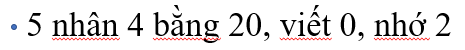 • 5 nhân 4 bằng 20, viết 0, nhớ 2